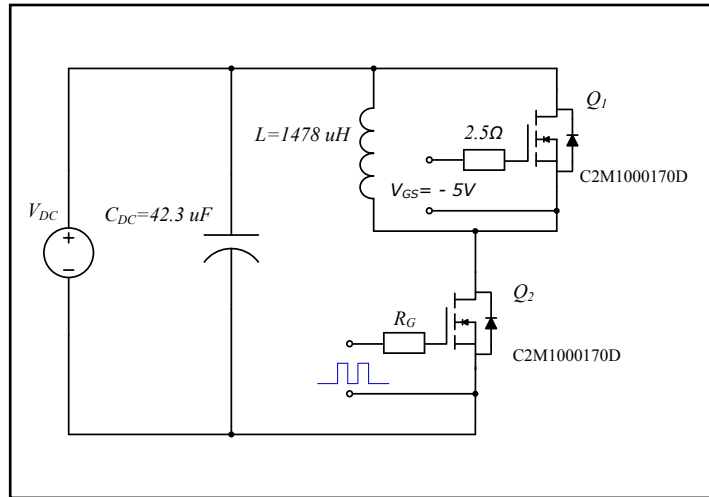 Q1
L=1478 uH
2.5Ω
C2M1000170D
VGS= - 5V
VDC
CDC=42.3 uF
+
−
Q2
RG
C2M1000170D